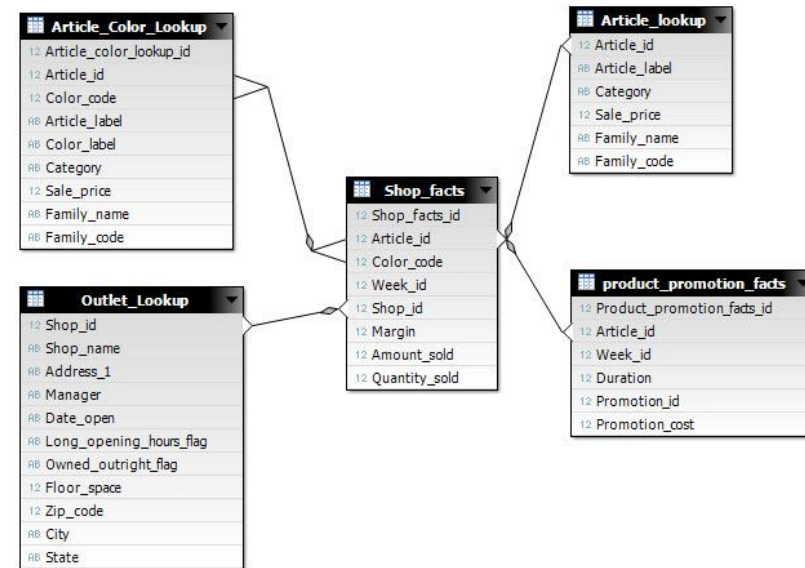 Article_Color_Lookup
12 Article_color_lookup_id
12 Article_id
12 Color_code
AB Article_label
AB Color_label
AB Category
12 Sale_price
AB Family_name
AB Family_code
Outlet_Lookup
12 Shop_id
AB Shop_name
AB Address_1
AB Manager
AB Date_open
AB Long_opening_hours_flag
AB Owned_outright_flag
12 Floor_space
12 Zip_code
AB City
AB State
Shop_facts
12 Shop_facts_id
12 Article_id
12 Color_code
12 Week_id
12 Shop_id
12 Margin
12 Amount_sold
12 Quantity_sold
Article_lookup
12 Article_id
AB Article_label
AB Category
12 Sale_price
AB Family_name
AB Family_code
product_promotion_facts
12 Product_promotion_facts_id
12 Article_id
12 Week_id
12 Duration
12 Promotion_id
12 Promotion_cost